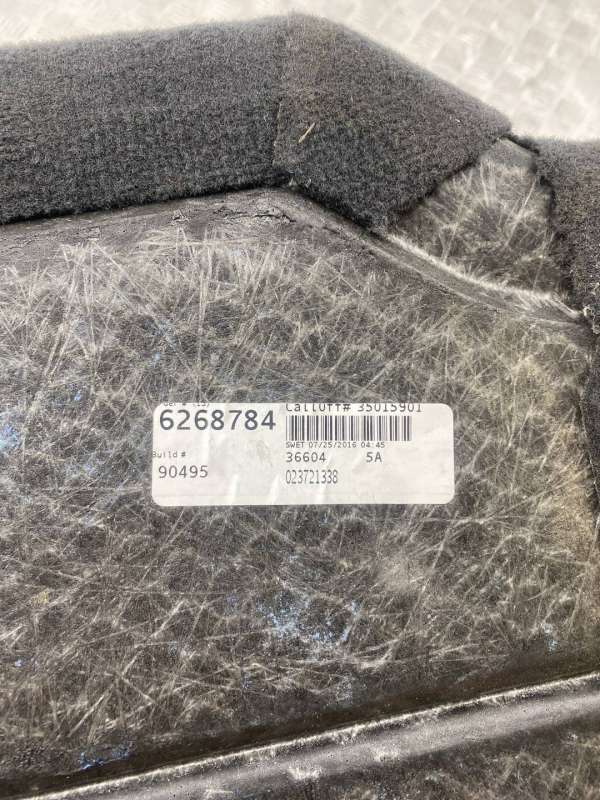 6268784
CallOff# 35015901
SWET 07/25/2016 04:45
Build #
36604 5A
90495
023721338